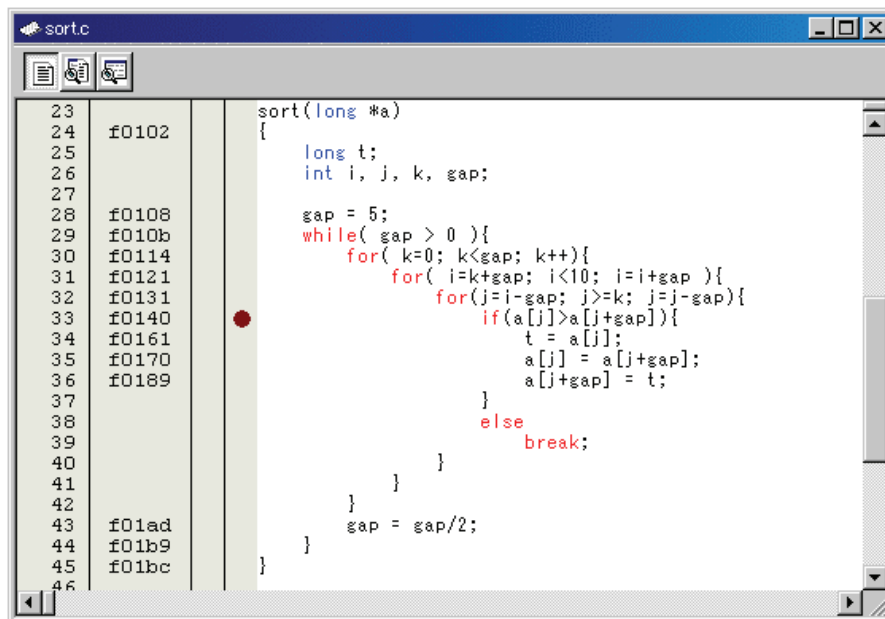 sort.c
23 sort(long *a)
24 f0102 {
25 long t;
26 int i, j, k, gap;
27
28 f0108 gap = 5;
29 f010b while( gap > 0 ){
30 f0114 for( k=0; k<gap; k++){
31 f0121 for( i=k+gap; i<10; i=i+gap ){
32 f0131 for(j=i-gap; j>=k; j=j-gap){
33 f0140 if(a[j]>a[j+gap]){
34 f0161 t = a[j];
35 f0170 a[j] = a[j+gap];
36 f0189 a[j+gap] = t;
37 }
38 else
39 break;
40 }
41 }
42 }
43 f01ad gap = gap/2;
44 f01b9 }
45 f01bc }
46